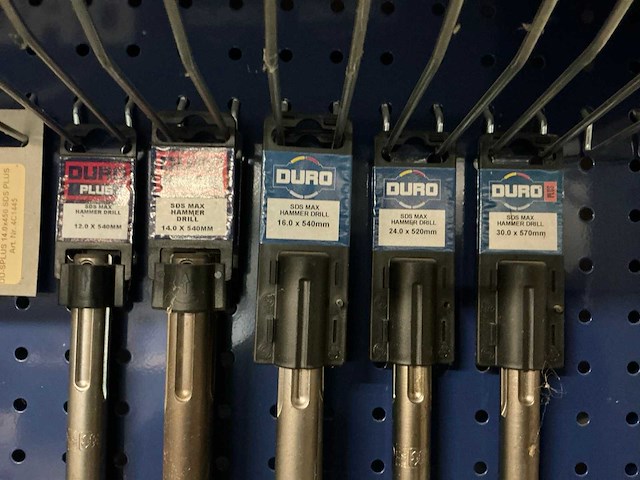 DURO
PLUS
SDS MAX
HAMMER DRILL
12.0 X 540MM
SDS MAX
HAMMER
DRILL
14.0 X 540MM
DURO
SDS MAX
HAMMER DRILL
16.0 x 540mm
DURO
SDS MAX
HAMMER DRILL
24.0 x 520mm
DURO
SDS MAX
HAMMER DRILL
30.0 x 570mm